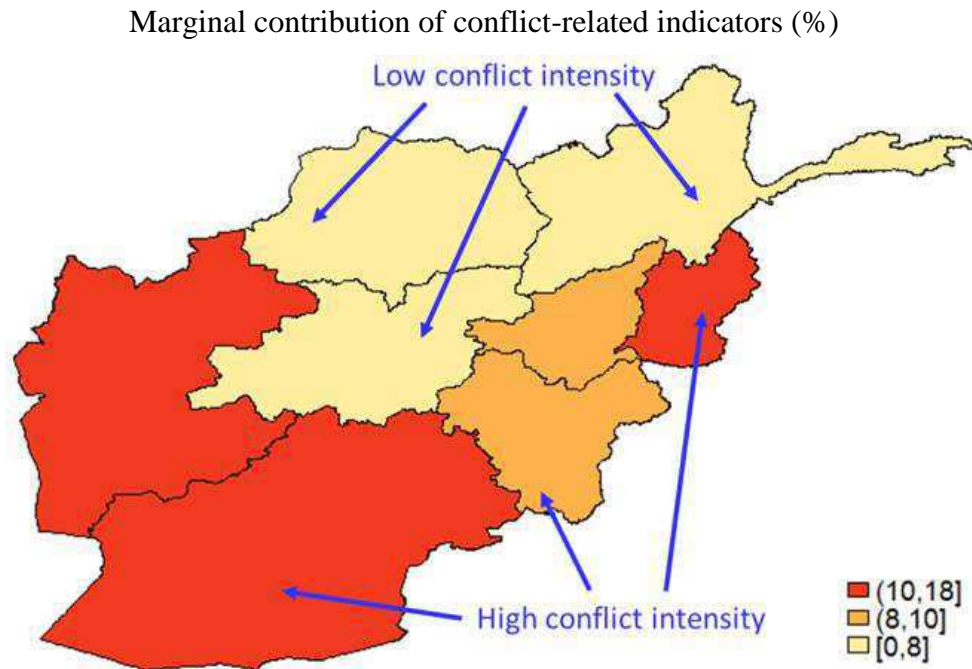 Marginal contribution of conflict-related indicators (%)
Low conflict intensity
High conflict intensity
(10,18]
(8,10]
[0,8]